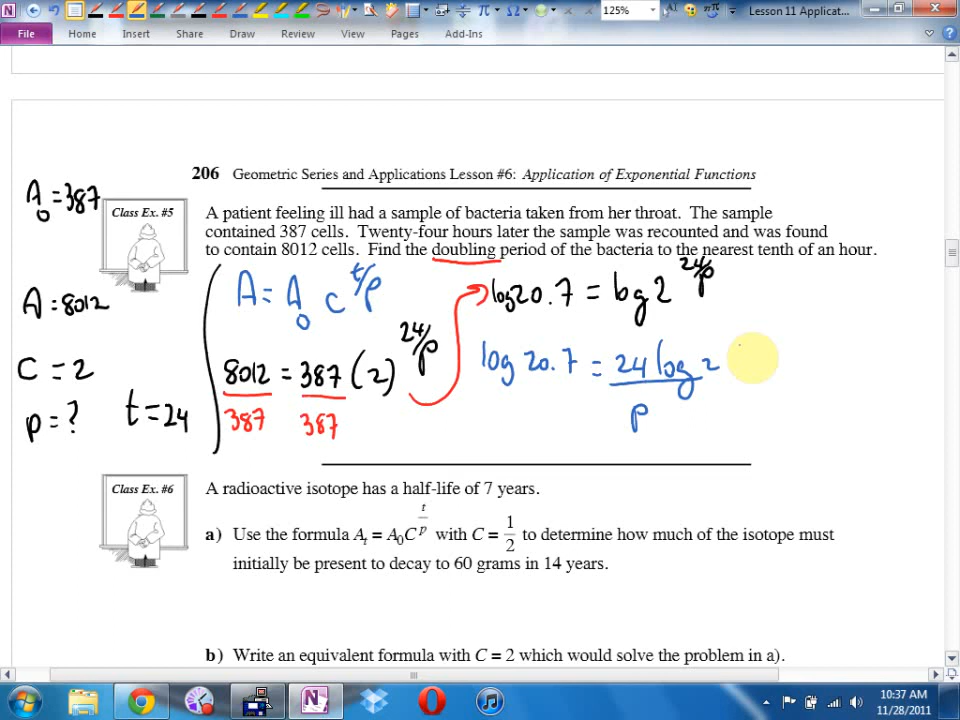 125%
Lesson 11 Applicat...
File Home Insert Share Draw Review View Pages Add-Ins
206 Geometric Series and Applications Lesson #6: Application of Exponential Functions
A₀ = 387
Class Ex. #5
A patient feeling ill had a sample of bacteria taken from her throat. The sample
contained 387 cells. Twenty-four hours later the sample was recounted and was found
to contain 8012 cells. Find the doubling period of the bacteria to the nearest tenth of an hour.
A = 8012
C = 2
p = ?
t = 24
A = A₀ C^(t/p)
8012 = 387 (2)^(24/p)
387 387
log 20.7 = log 2^(24/p)
log 20.7 = 24 log 2
p
Class Ex. #6
A radioactive isotope has a half-life of 7 years.
a) Use the formula Aₜ = A₀C^(t/p) with C = 1/2 to determine how much of the isotope must
initially be present to decay to 60 grams in 14 years.
b) Write an equivalent formula with C = 2 which would solve the problem in a).
10:37 AM
11/28/2011